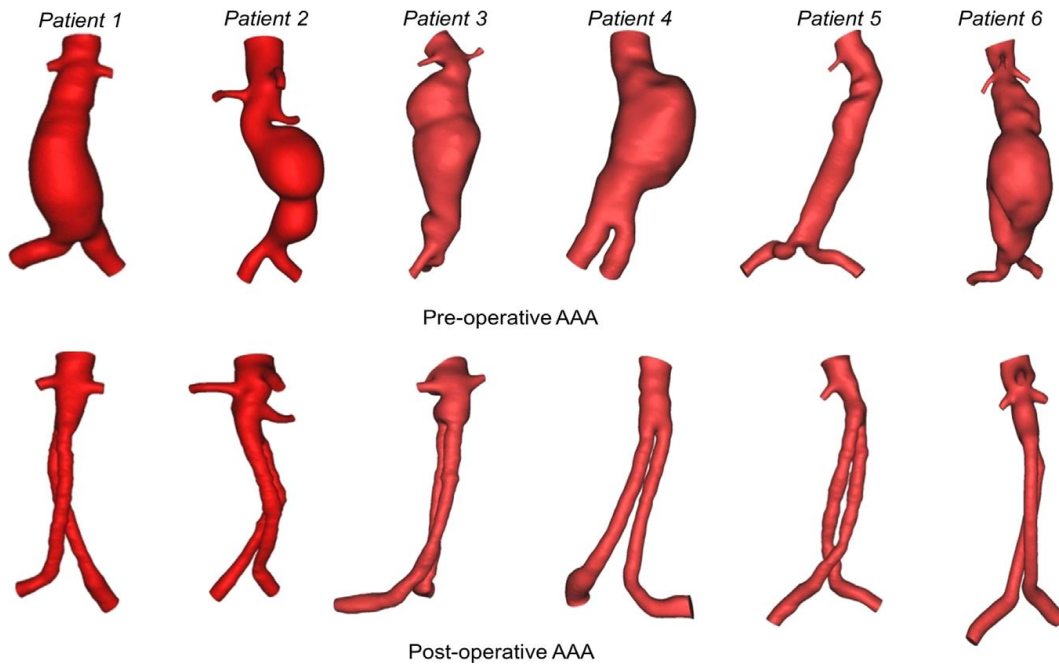 Patient 1
Patient 2
Patient 3
Patient 4
Patient 5
Patient 6
Pre-operative AAA
Post-operative AAA